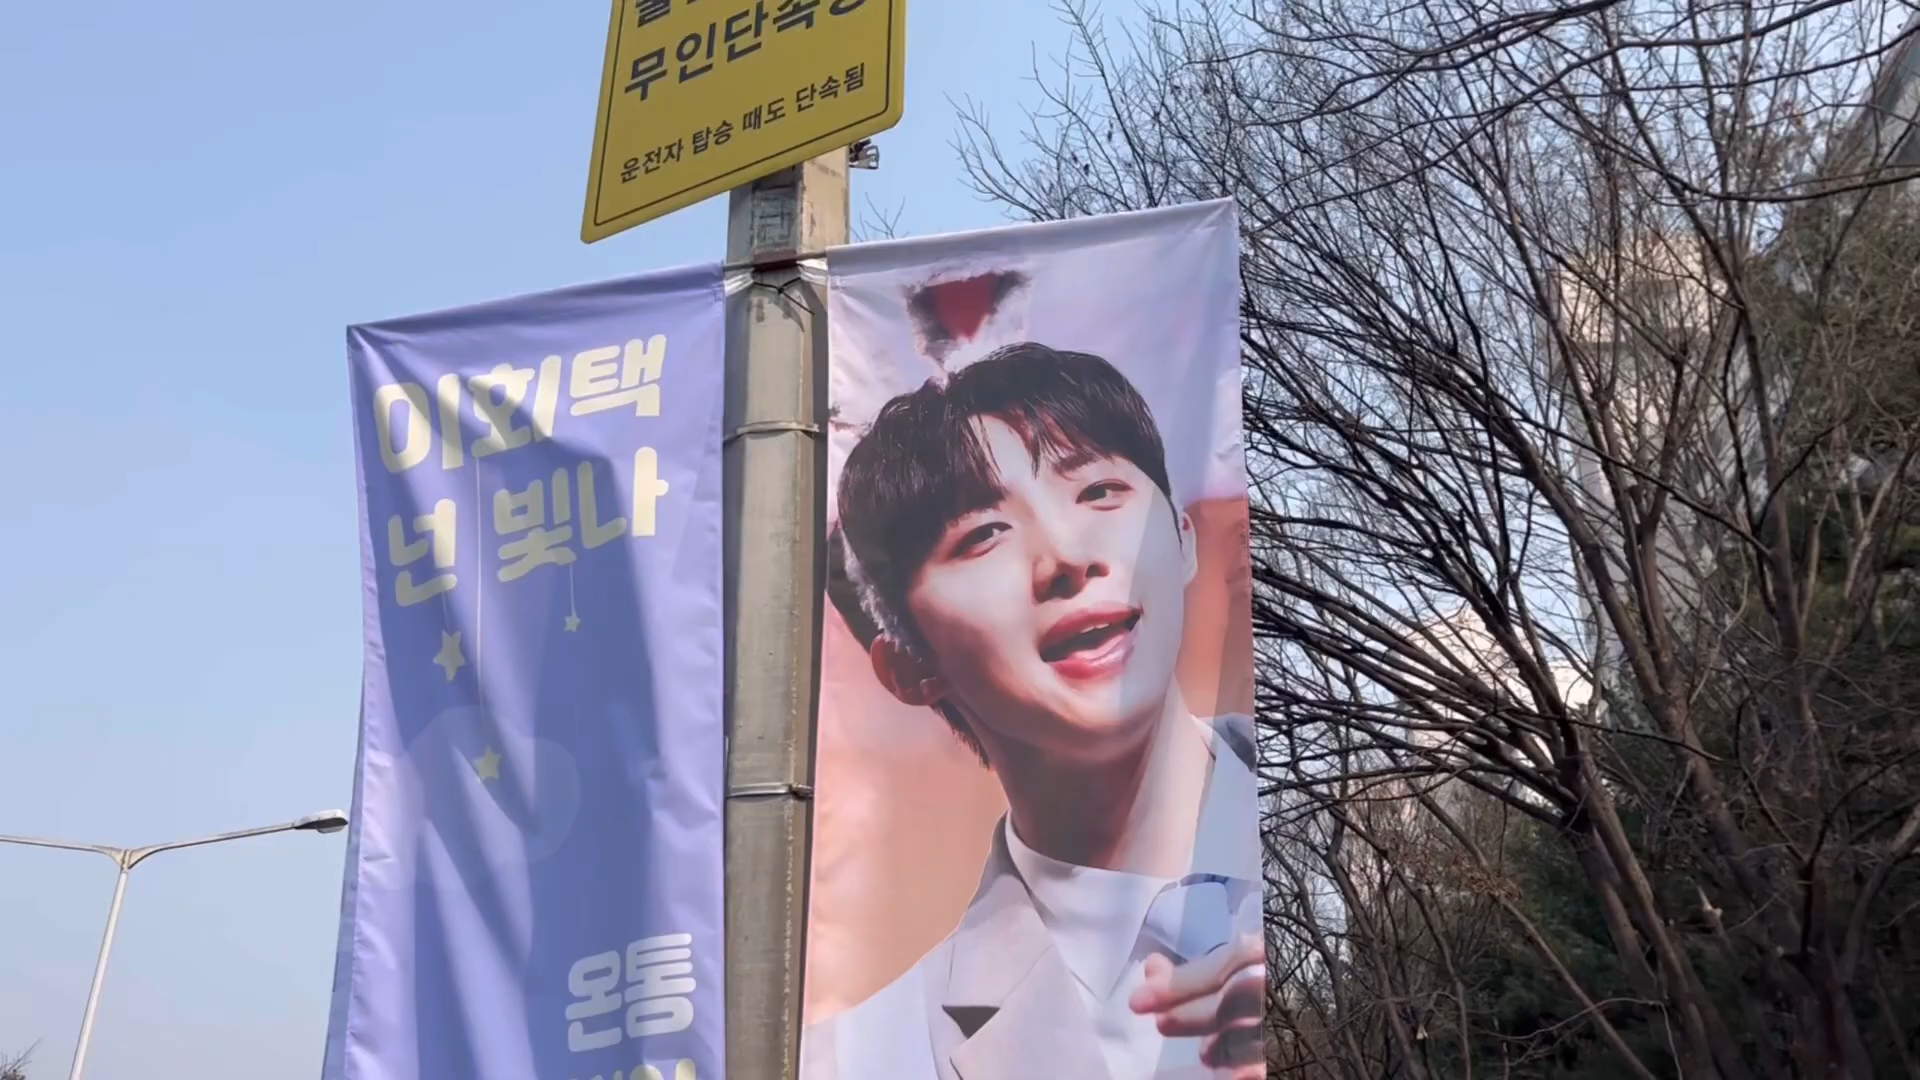 무인단속중
운전자 탑승 때도 단속됨
이회택
넌 빛나
온통